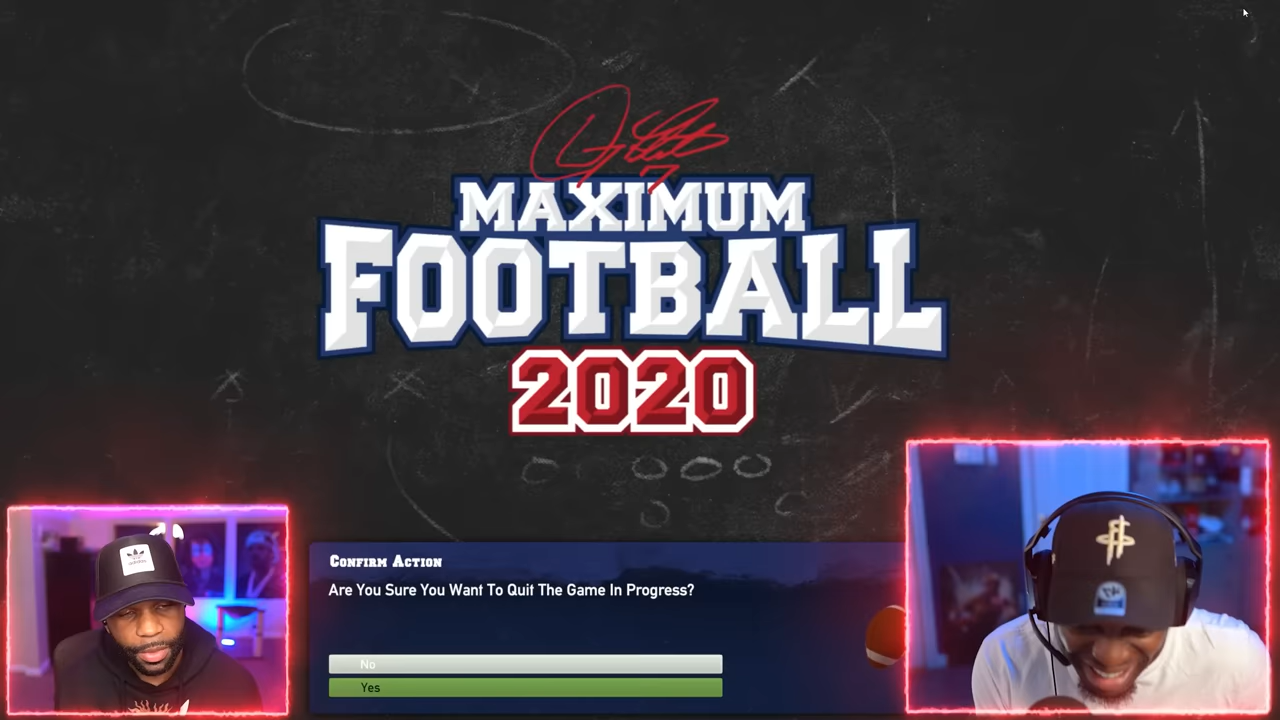 MAXIMUM
FOOTBALL
2020
Confirm Action
Are You Sure You Want To Quit The Game In Progress?
No
Yes